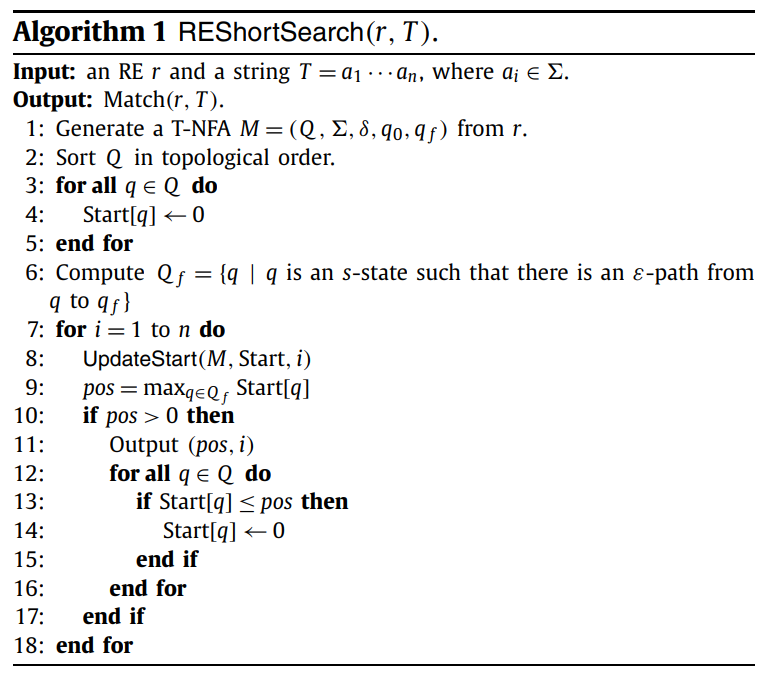 Algorithm 1 REShortSearch(r, T).
Input: an RE r and a string T = a₁ ⋯ aₙ, where aᵢ ∈ Σ.
Output: Match(r, T).
1: Generate a T-NFA M = (Q, Σ, δ, q₀, q_f) from r.
2: Sort Q in topological order.
3: for all q ∈ Q do
4: Start[q] ← 0
5: end for
6: Compute Q_f = {q | q is an s-state such that there is an ε-path from
q to q_f}
7: for i = 1 to n do
8: UpdateStart(M, Start, i)
9: pos = max_{q∈Q_f} Start[q]
10: if pos > 0 then
11: Output (pos, i)
12: for all q ∈ Q do
13: if Start[q] ≤ pos then
14: Start[q] ← 0
15: end if
16: end for
17: end if
18: end for